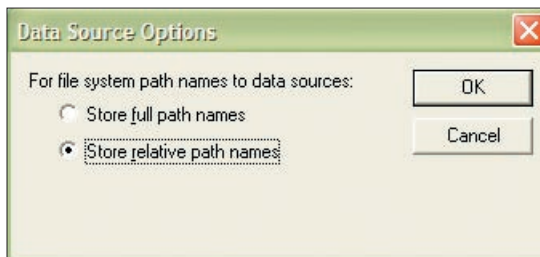 Data Source Options
For file system path names to data sources:
Store full path names
Store relative path names
OK
Cancel